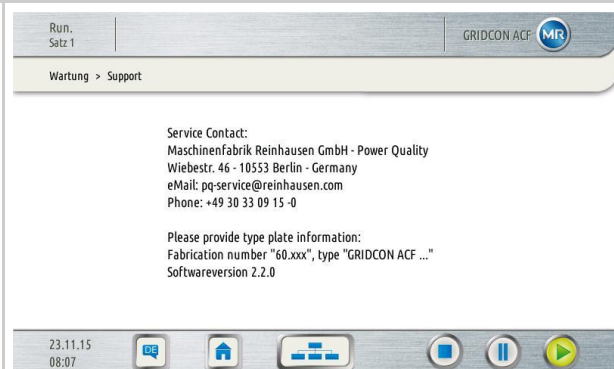 Run.
Satz 1
GRIDCON ACF
MR
Wartung > Support
Service Contact:
Maschinenfabrik Reinhausen GmbH - Power Quality
Wiebestr. 46 - 10553 Berlin - Germany
eMail: pq-service@reinhausen.com
Phone: +49 30 33 09 15 -0
Please provide type plate information:
Fabrication number "60.xxx", type "GRIDCON ACF ..."
Softwareversion 2.2.0
23.11.15
08:07
DE